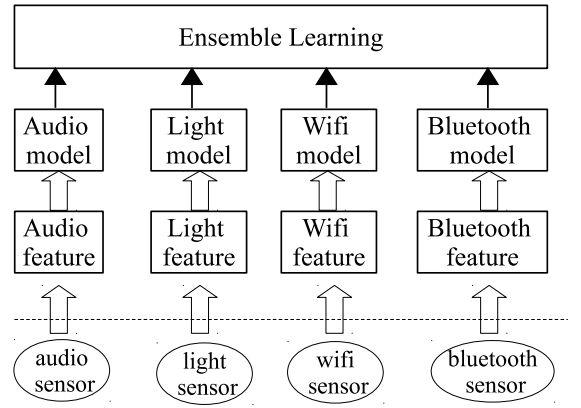 Ensemble Learning
Audio
model
Light
model
Wifi
model
Bluetooth
model
Audio
feature
Light
feature
Wifi
feature
Bluetooth
feature
audio
sensor
light
sensor
wifi
sensor
bluetooth
sensor